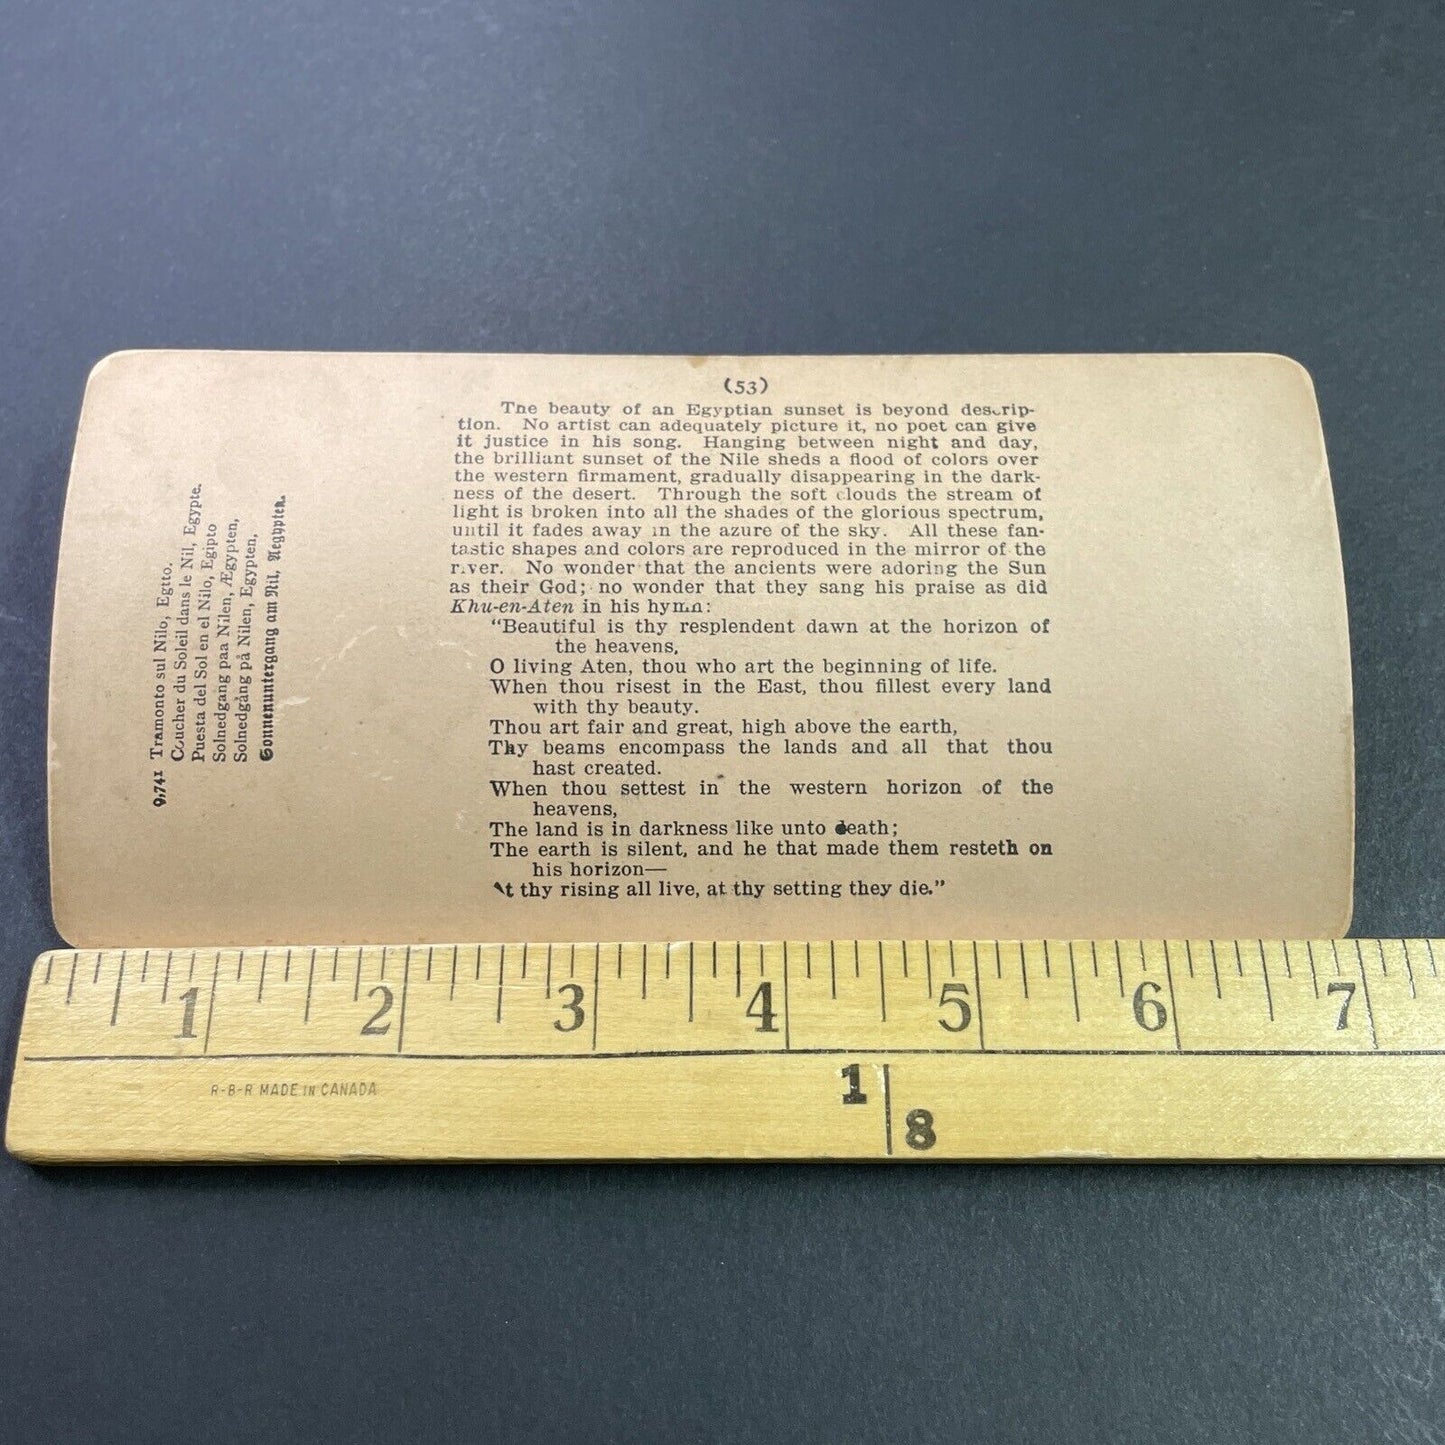 (53)
The beauty of an Egyptian sunset is beyond descrip-
tion. No artist can adequately picture it, no poet can give
it justice in his song. Hanging between night and day,
the brilliant sunset of the Nile sheds a flood of colors over
the western firmament, gradually disappearing in the dark-
ness of the desert. Through the soft clouds the stream of
light is broken into all the shades of the glorious spectrum,
until it fades away in the azure of the sky. All these fan-
tastic shapes and colors are reproduced in the mirror of the
river. No wonder that the ancients were adoring the Sun
as their God; no wonder that they sang his praise as did
Khu-en-Aten in his hymn:
"Beautiful is thy resplendent dawn at the horizon of
the heavens,
O living Aten, thou who art the beginning of life.
When thou risest in the East, thou fillest every land
with thy beauty.
Thou art fair and great, high above the earth,
Thy beams encompass the lands and all that thou
hast created.
When thou settest in the western horizon of the
heavens,
The land is in darkness like unto death;
The earth is silent, and he that made them resteth on
his horizon—
At thy rising all live, at thy setting they die."
9,741 Tramonto sul Nilo, Egtto.
Coucher du Soleil dans le Nil, Egypte.
Puesta del Sol en el Nilo, Egipto
Solnedgang paa Nilen, Ægypten,
Solnedgång på Nilen, Egypten,
Sonnenuntergang am Nil, Aegypten.
1 2 3 4 5 6 7
R-B-R MADE IN CANADA
1
8